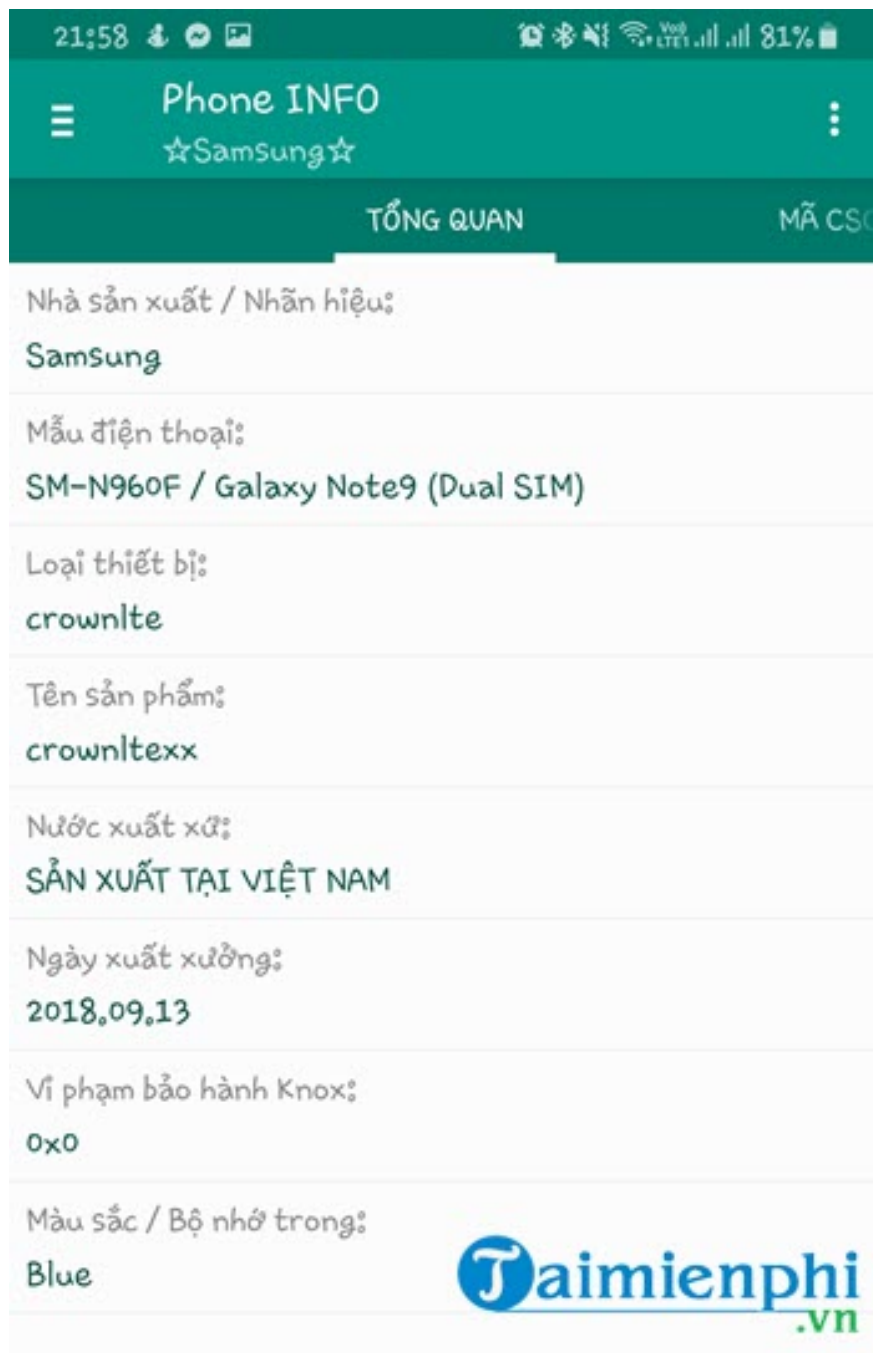 21:58 81%
Phone INFO
☆Samsung☆
TỔNG QUAN MÃ CSC
Nhà sản xuất / Nhãn hiệu:
Samsung
Mẫu điện thoại:
SM-N960F / Galaxy Note9 (Dual SIM)
Loại thiết bị:
crownlte
Tên sản phẩm:
crownltexx
Nước xuất xứ:
SẢN XUẤT TẠI VIỆT NAM
Ngày xuất xưởng:
2018.09.13
Vi phạm bảo hành Knox:
0x0
Màu sắc / Bộ nhớ trong:
Blue
Taimienphi
.vn